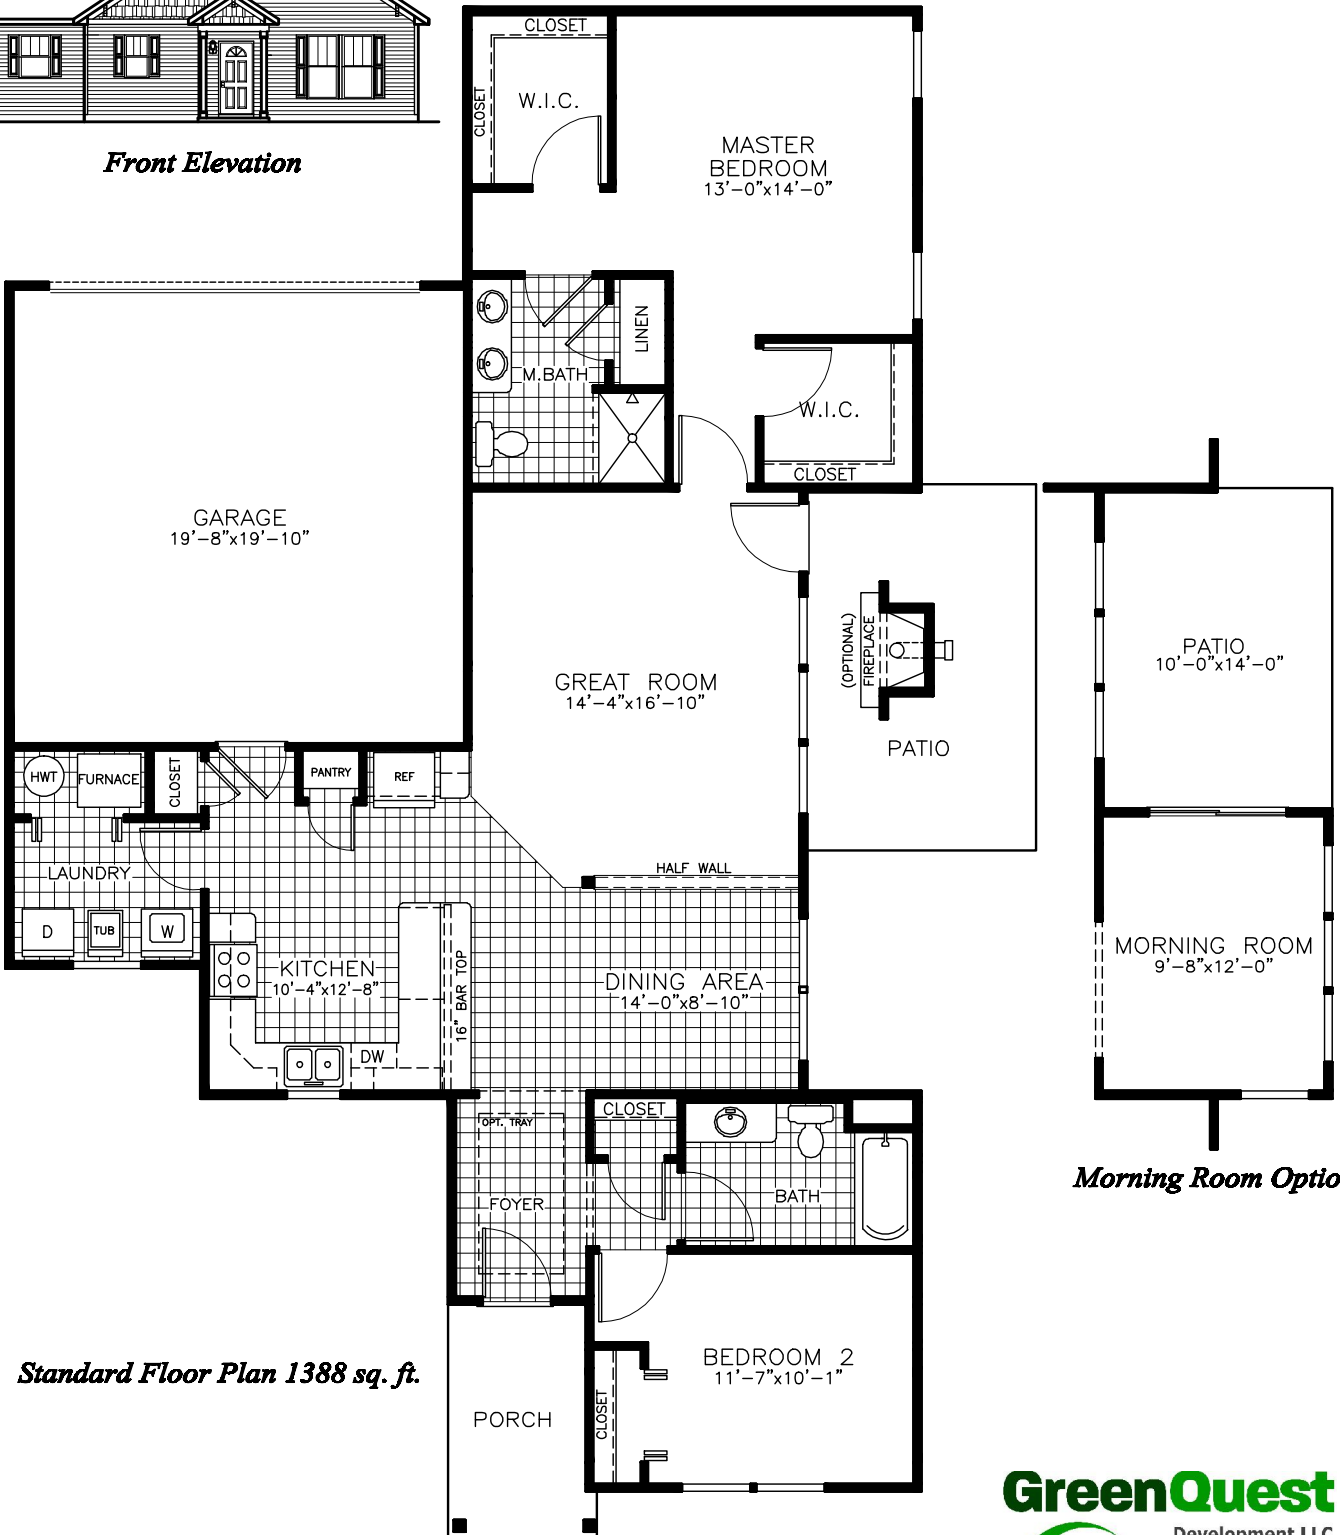 CLOSET
CLOSET
W.I.C.
Front Elevation
MASTER
BEDROOM
13'-0"x14'-0"
LINEN
M.BATH
W.I.C.
CLOSET
GARAGE
19'-8"x19'-10"
(OPTIONAL)
FIREPLACE
GREAT ROOM
14'-4"x16'-10"
PATIO
PATIO
10'-0"x14'-0"
HWT
FURNACE
CLOSET
PANTRY
REF
LAUNDRY
HALF WALL
D
TUB
W
KITCHEN
10'-4"x12'-8"
16" BAR TOP
DINING AREA
14'-0"x8'-10"
MORNING ROOM
9'-8"x12'-0"
DW
OPT. TRAY
CLOSET
FOYER
BATH
Morning Room Optio
Standard Floor Plan 1388 sq. ft.
BEDROOM 2
11'-7"x10'-1"
CLOSET
PORCH
GreenQuest
Development LLC